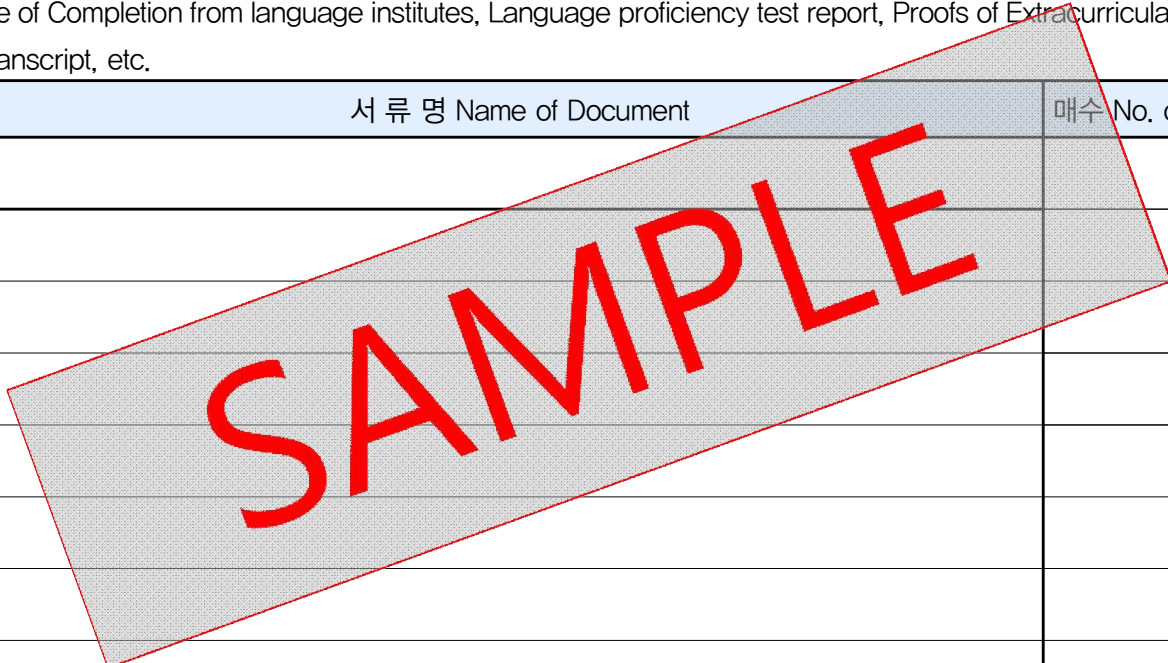 e of Completion from language institutes, Language proficiency test report, Proofs of Extracurricula
anscript, etc.
서 류 명 Name of Document 매수 No.
SAMPLE